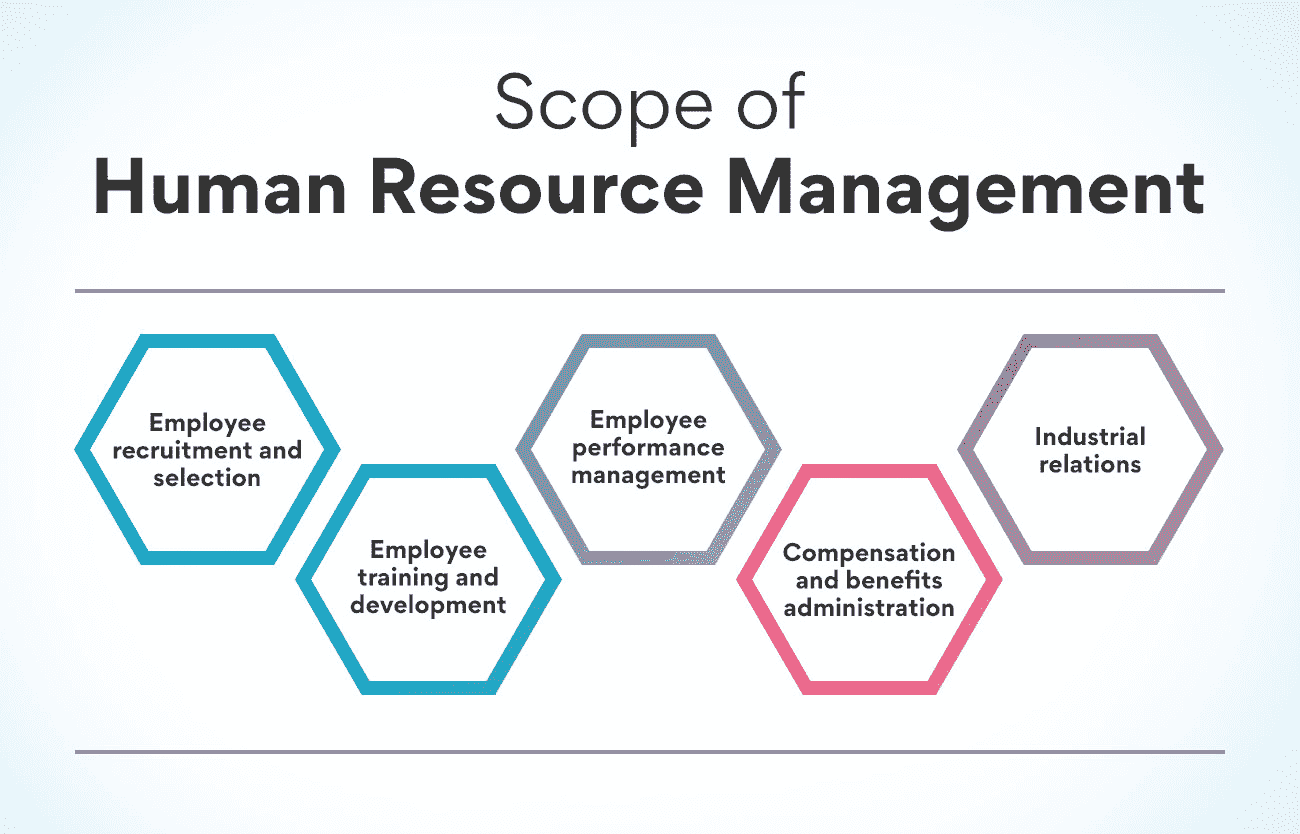 Scope of
Human Resource Management
Employee
recruitment and
selection
Employee
training and
development
Employee
performance
management
Compensation
and benefits
administration
Industrial
relations